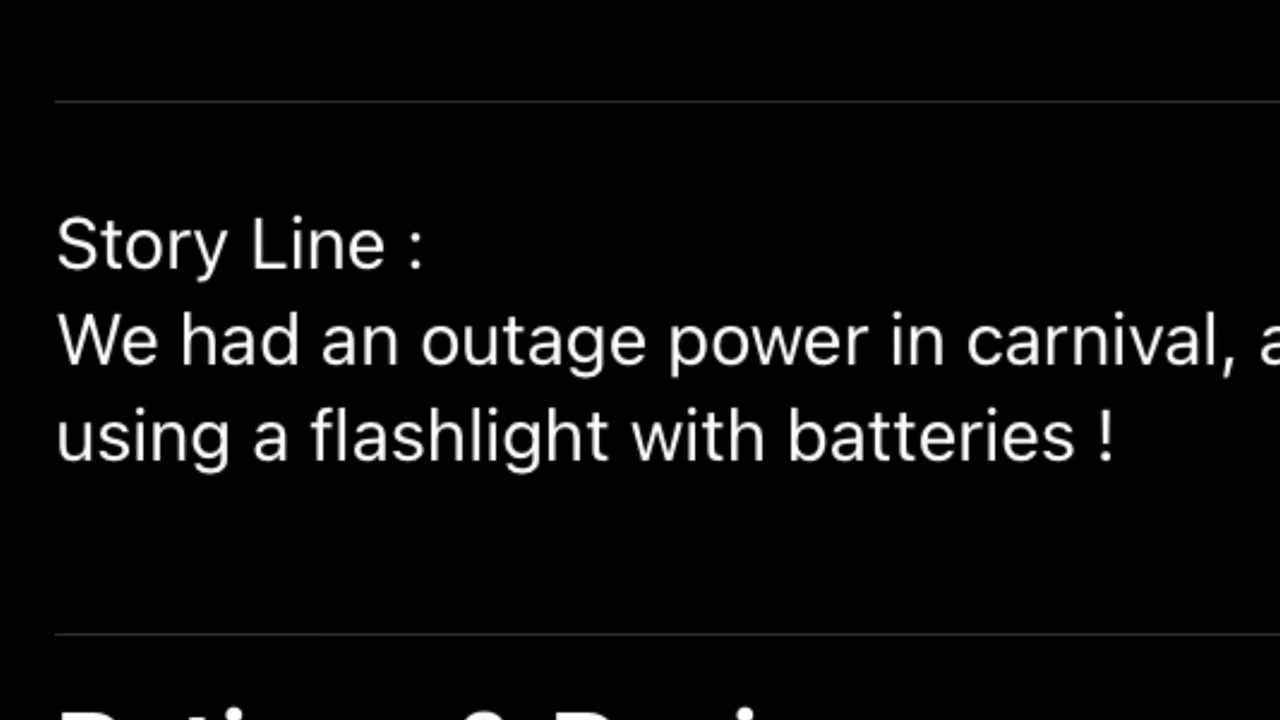 Story Line :
We had an outage power in carnival,
using a flashlight with batteries !